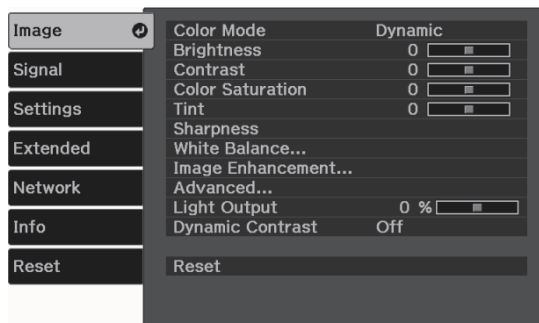 Image
Signal
Settings
Extended
Network
Info
Reset
Color Mode Dynamic
Brightness 0
Contrast 0
Color Saturation 0
Tint 0
Sharpness
White Balance...
Image Enhancement...
Advanced...
Light Output 0 %
Dynamic Contrast Off
Reset